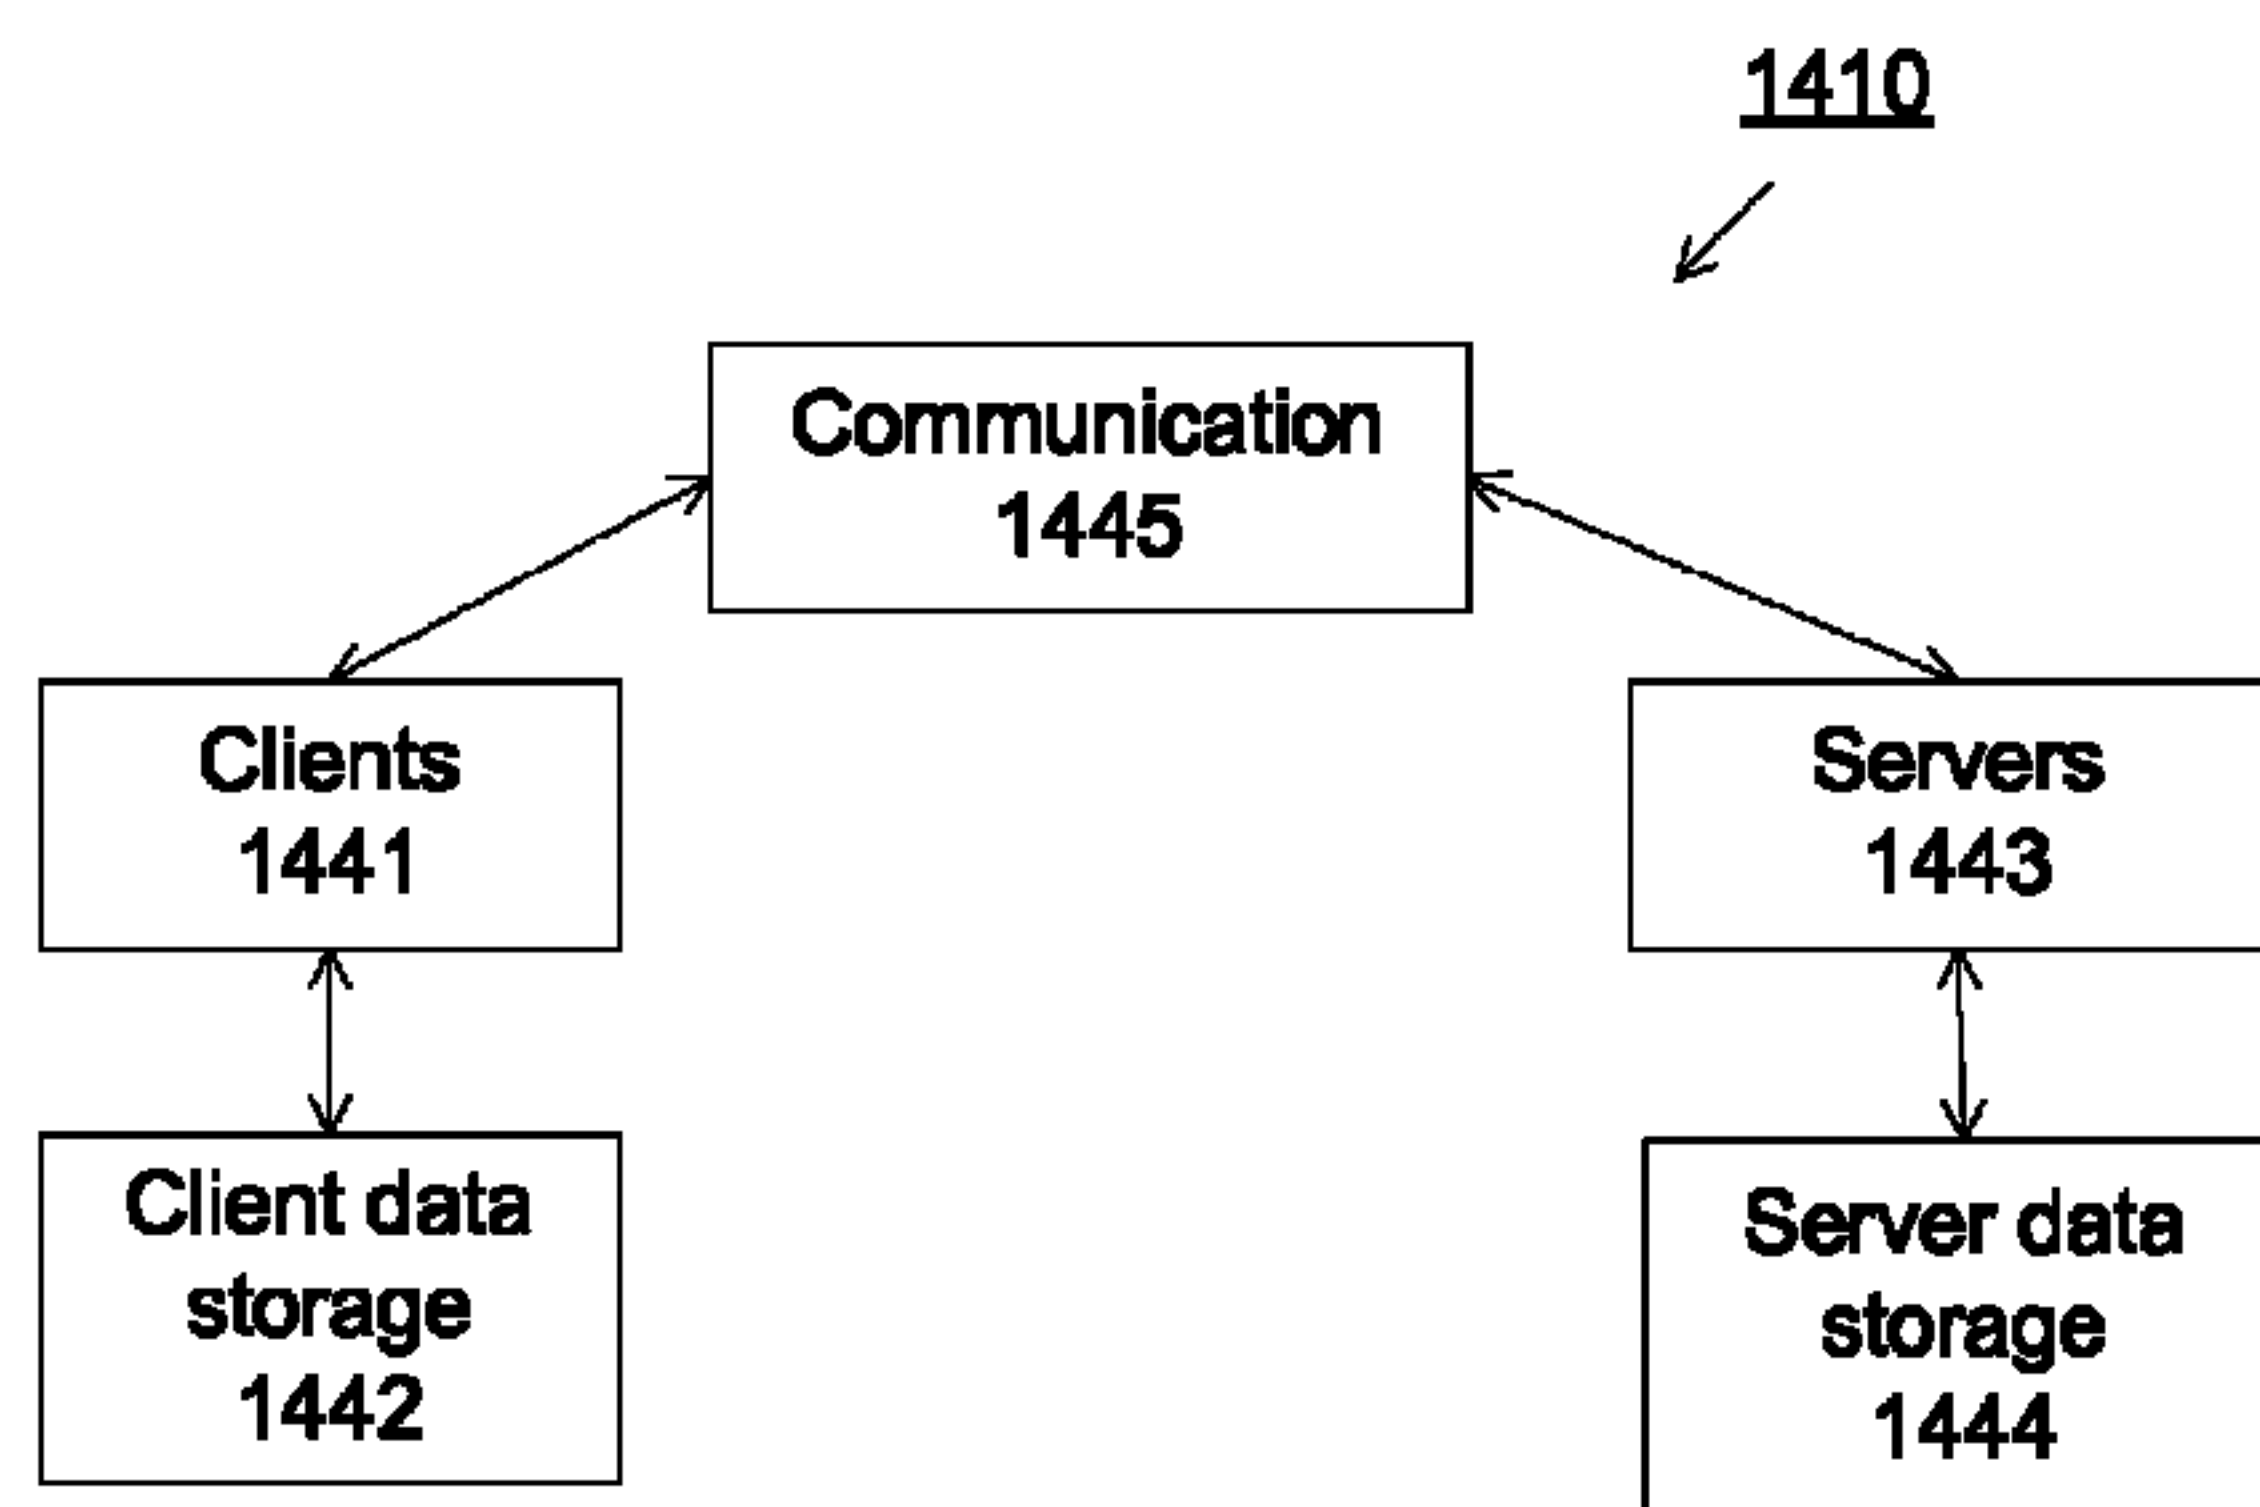 1410
Communication
1445
Clients
1441
Servers
1443
Client data
storage
1442
Server data
storage
1444